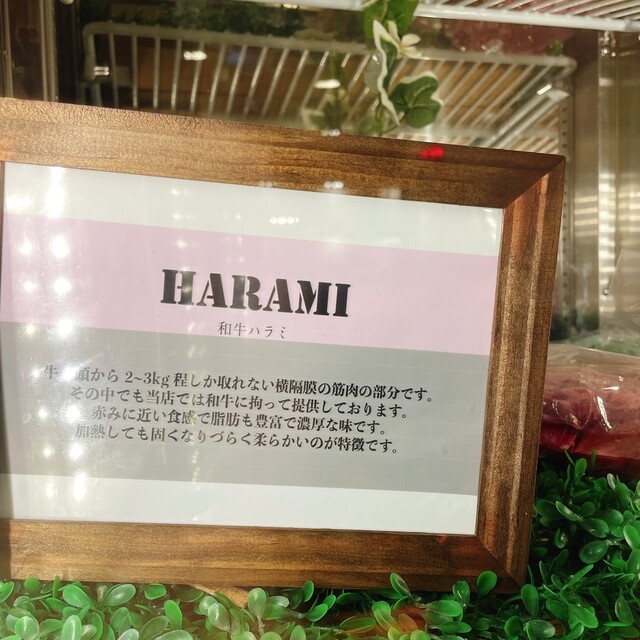 HARAMI
和牛ハラミ
牛一頭から 2~3kg 程しか取れない横隔膜の筋肉の部分です。
その中でも当店では和牛に拘って提供しております。
赤みに近い食感で脂肪も豊富で濃厚な味です。
加熱しても固くなりづらく柔らかいのが特徴です。